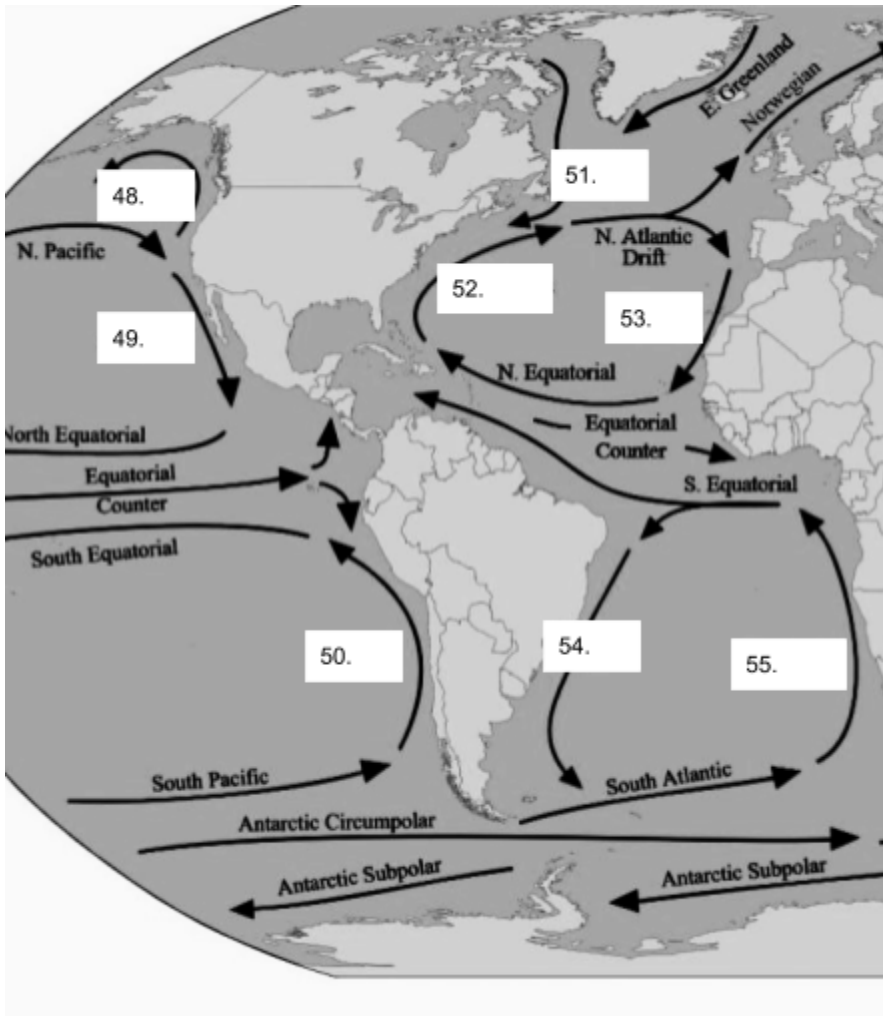 E. Greenland
Norwegian
51.
48.
N. Pacific
N. Atlantic
Drift
52.
53.
49.
N. Equatorial
North Equatorial
Equatorial
Counter
Equatorial
Counter
S. Equatorial
South Equatorial
50.
54.
55.
South Pacific
South Atlantic
Antarctic Circumpolar
Antarctic Subpolar
Antarctic Subpolar